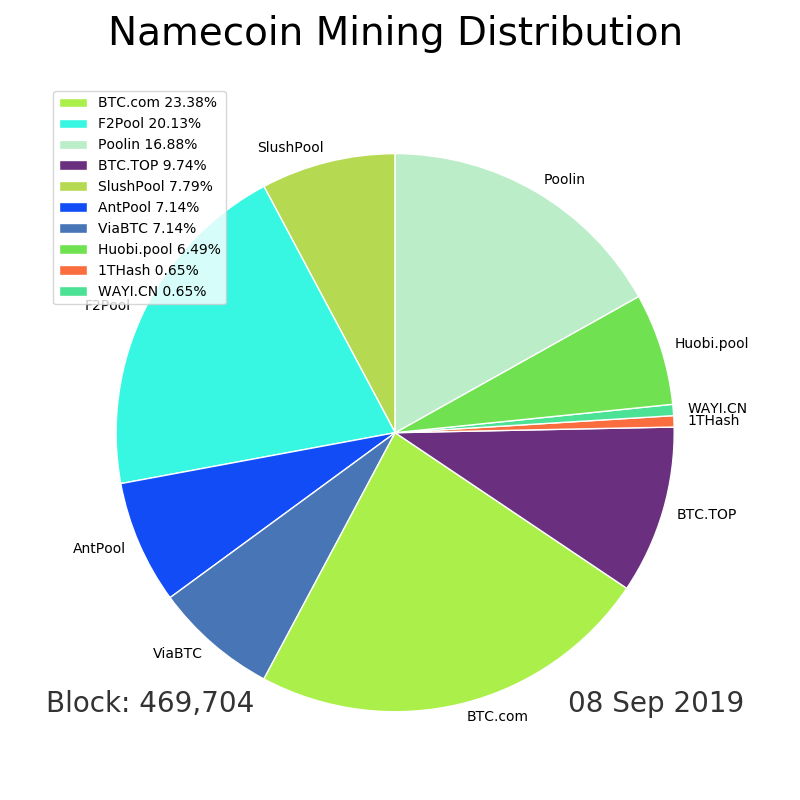 Namecoin Mining Distribution
BTC.com 23.38%
F2Pool 20.13%
Poolin 16.88%
BTC.TOP 9.74%
SlushPool 7.79%
AntPool 7.14%
ViaBTC 7.14%
Huobi.pool 6.49%
1THash 0.65%
WAYI.CN 0.65%
SlushPool
Poolin
F2Pool
Huobi.pool
WAYI.CN
1THash
BTC.TOP
AntPool
ViaBTC
BTC.com
Block: 469,704
08 Sep 2019